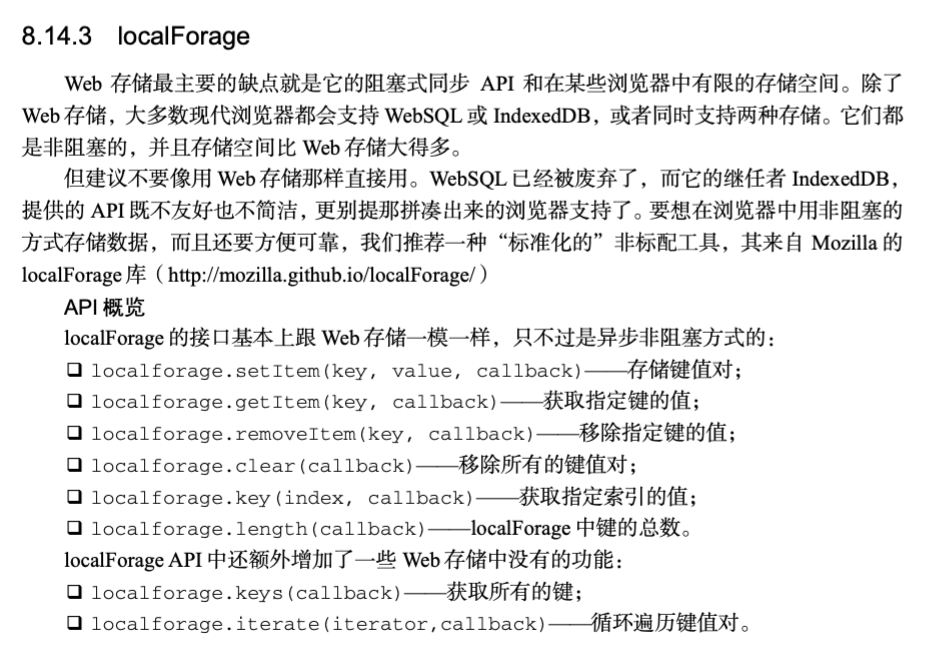 8.14.3 localForage
Web 存储最主要的缺点就是它的阻塞式同步 API 和在某些浏览器中有限的存储空间。除了
Web 存储，大多数现代浏览器都会支持 WebSQL 或 IndexedDB，或者同时支持两种存储。它们都
是非阻塞的，并且存储空间比 Web 存储大得多。
但建议不要像用 Web 存储那样直接用。WebSQL 已经被废弃了，而它的继任者 IndexedDB，
提供的 API 既不友好也不简洁，更别提那拼凑出来的浏览器支持了。要想在浏览器中用非阻塞的
方式存储数据，而且还要方便可靠，我们推荐一种“标准化的”非标配工具，其来自 Mozilla 的
localForage 库（http://mozilla.github.io/localForage/）
API 概览
localForage 的接口基本上跟 Web 存储一模一样，只不过是异步非阻塞方式的：
❑ localforage.setItem(key, value, callback)——存储键值对；
❑ localforage.getItem(key, callback)——获取指定键的值；
❑ localforage.removeItem(key, callback)——移除指定键的值；
❑ localforage.clear(callback)——移除所有的键值对；
❑ localforage.key(index, callback)——获取指定索引的值；
❑ localforage.length(callback)——localForage 中键的总数。
localForage API 中还额外增加了一些 Web 存储中没有的功能：
❑ localforage.keys(callback)——获取所有的键；
❑ localforage.iterate(iterator,callback)——循环遍历键值对。